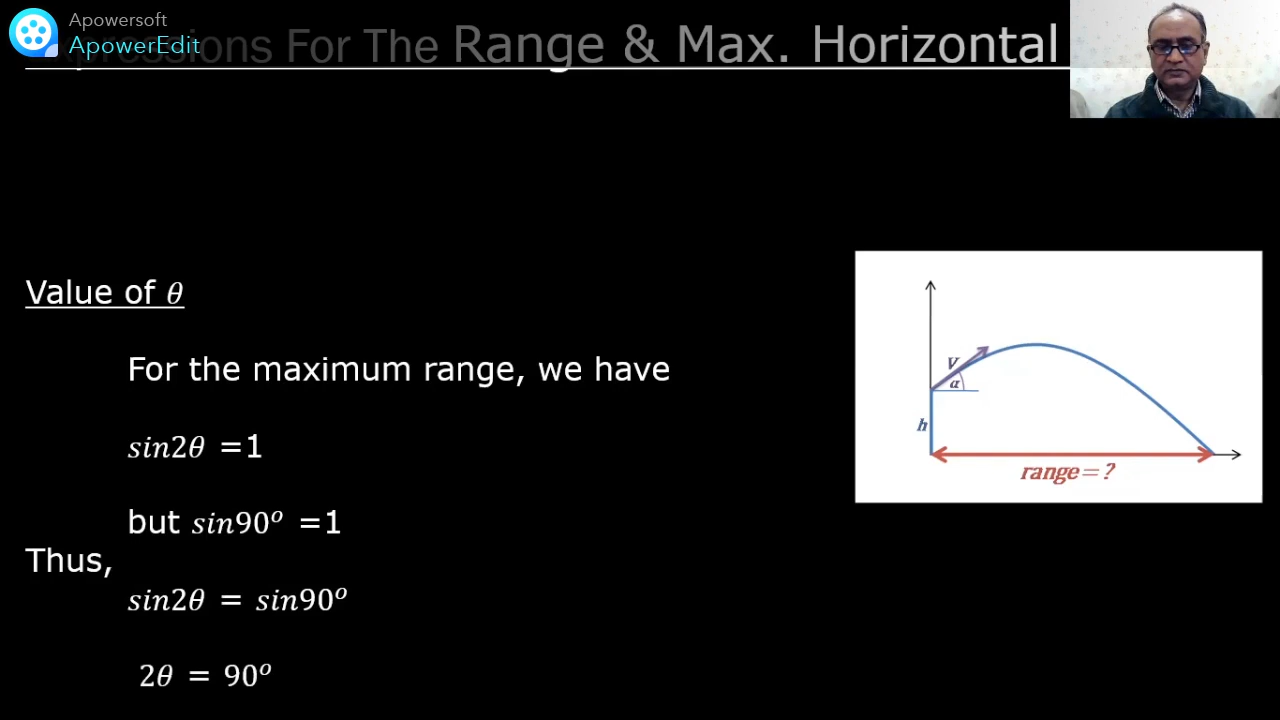 Apowersoft
ApowerEdit
Expressions For The Range & Max. Horizontal
Value of θ
For the maximum range, we have
sin2θ =1
but sin90° =1
Thus,
sin2θ = sin90°
2θ = 90°
V
α
h
range=?